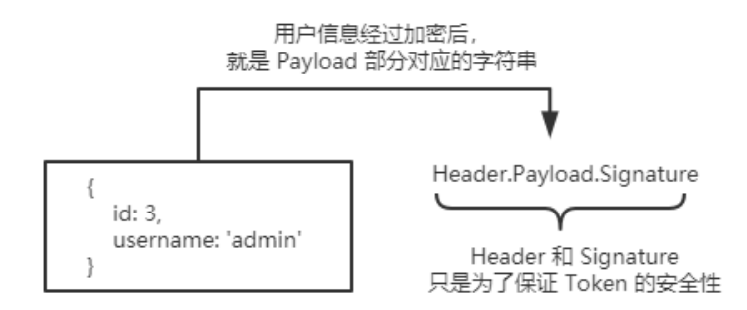 用户信息经过加密后，
就是 Payload 部分对应的字符串
{
id: 3,
username: 'admin'
}
Header.Payload.Signature
Header 和 Signature
只是为了保证 Token 的安全性